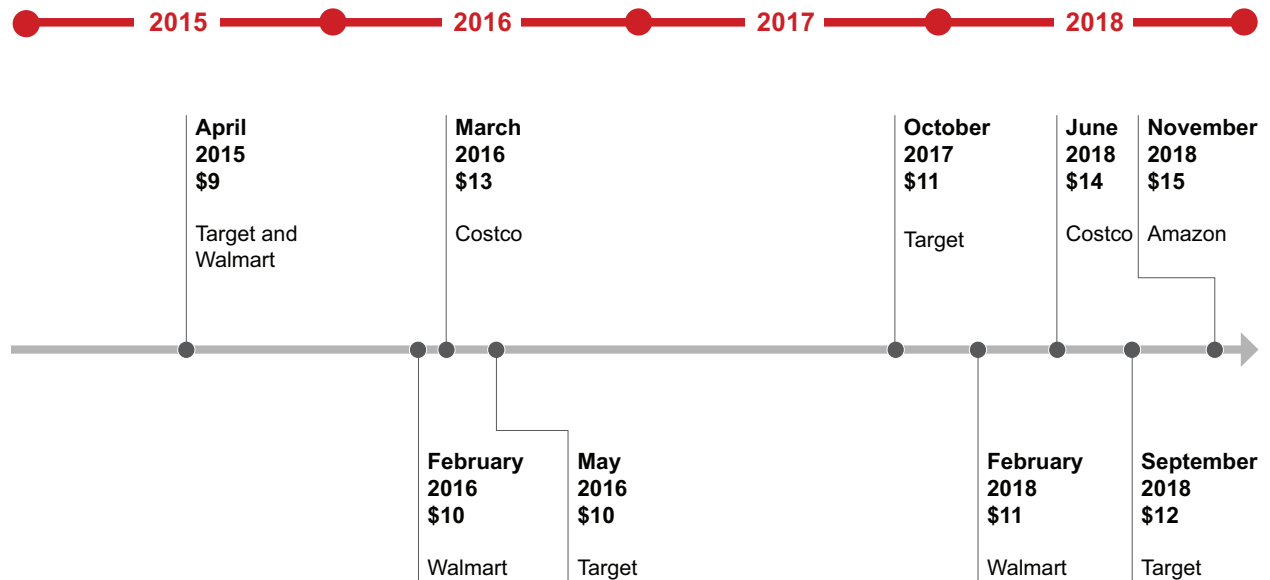 2015
2016
2017
2018
April
2015
$9
Target and
Walmart
March
2016
$13
Costco
October
2017
$11
Target
June
2018
$14
Costco
November
2018
$15
Amazon
February
2016
$10
Walmart
May
2016
$10
Target
February
2018
$11
Walmart
September
2018
$12
Target